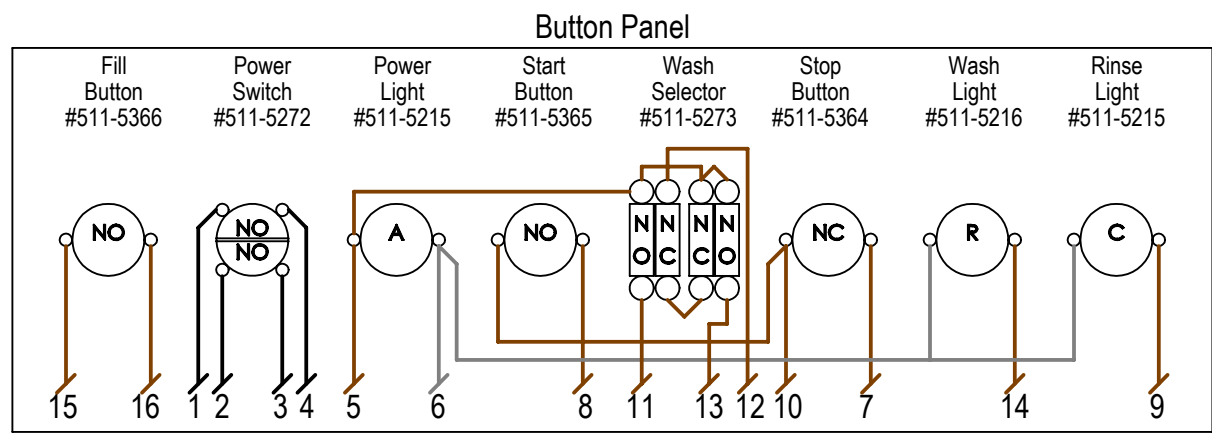 Button Panel
Fill Button #511-5366
Power Switch #511-5272
Power Light #511-5215
Start Button #511-5365
Wash Selector #511-5273
Stop Button #511-5364
Wash Light #511-5216
Rinse Light #511-5215
NO
NO
NO
A
NO
N O
N C
N C
N O
NC
R
C
15 16 1 2 3 4 5 6 8 11 13 12 10 7 14 9